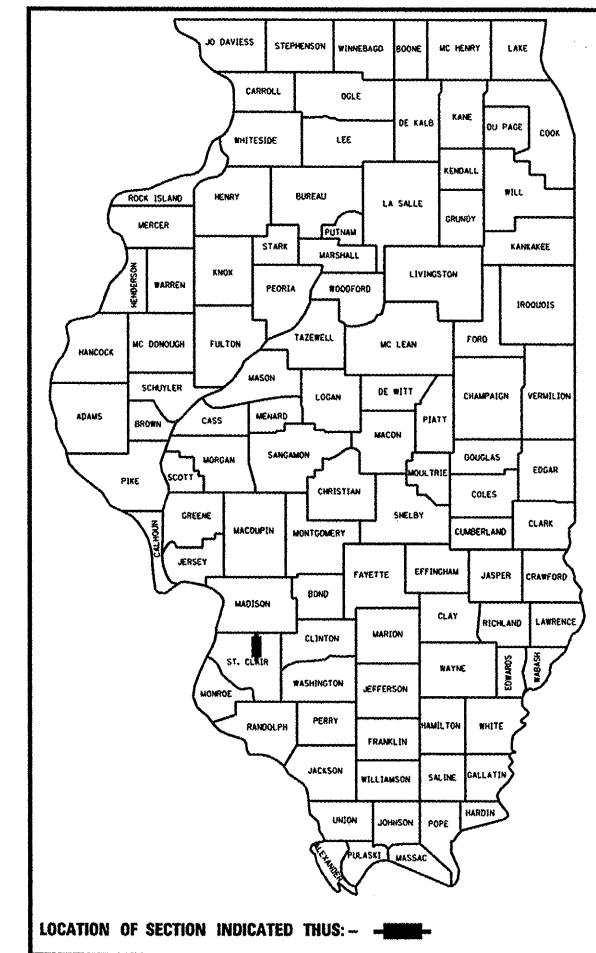 JO DAVIESS STEPHENSON WINNEBAGO BOONE MC HENRY LAKE
CARROLL OGLE DE KALB KANE DU PAGE COOK
WHITESIDE LEE KENDALL WILL
ROCK ISLAND HENRY BUREAU LA SALLE GRUNDY
MERCER PUTNAM KANKAKEE
STARK MARSHALL LIVINGSTON
HENDERSON WARREN KNOX PEORIA WOODFORD IROQUOIS
HANCOCK MC DONOUGH FULTON TAZEWELL MC LEAN FORD
SCHUYLER MASON LOGAN DE WITT CHAMPAIGN VERMILION
ADAMS BROWN CASS MENARD PIATT
MACON
PIKE SCOTT MORGAN SANGAMON MOULTRIE DOUGLAS EDGAR
CHRISTIAN COLES
CALHOUN GREENE MACOUPIN MONTGOMERY SHELBY CUMBERLAND CLARK
JERSEY FAYETTE EFFINGHAM JASPER CRAWFORD
MADISON BOND
CLINTON MARION CLAY RICHLAND LAWRENCE
ST. CLAIR WAYNE EDWARDS WABASH
MONROE WASHINGTON JEFFERSON
RANDOLPH PERRY HAMILTON WHITE
FRANKLIN
JACKSON WILLIAMSON SALINE GALLATIN
UNION JOHNSON POPE HARDIN
ALEXANDER PULASKI MASSAC
LOCATION OF SECTION INDICATED THUS: -